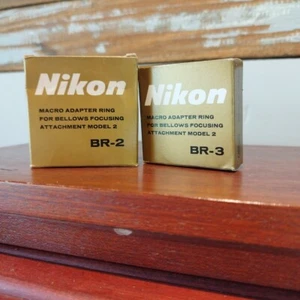 Nikon
MACRO ADAPTER RING
FOR BELLOWS FOCUSING
ATTACHMENT MODEL 2
BR-2
Nikon
MACRO ADAPTER RING
FOR BELLOWS FOCUSING
ATTACHMENT MODEL 2
BR-3